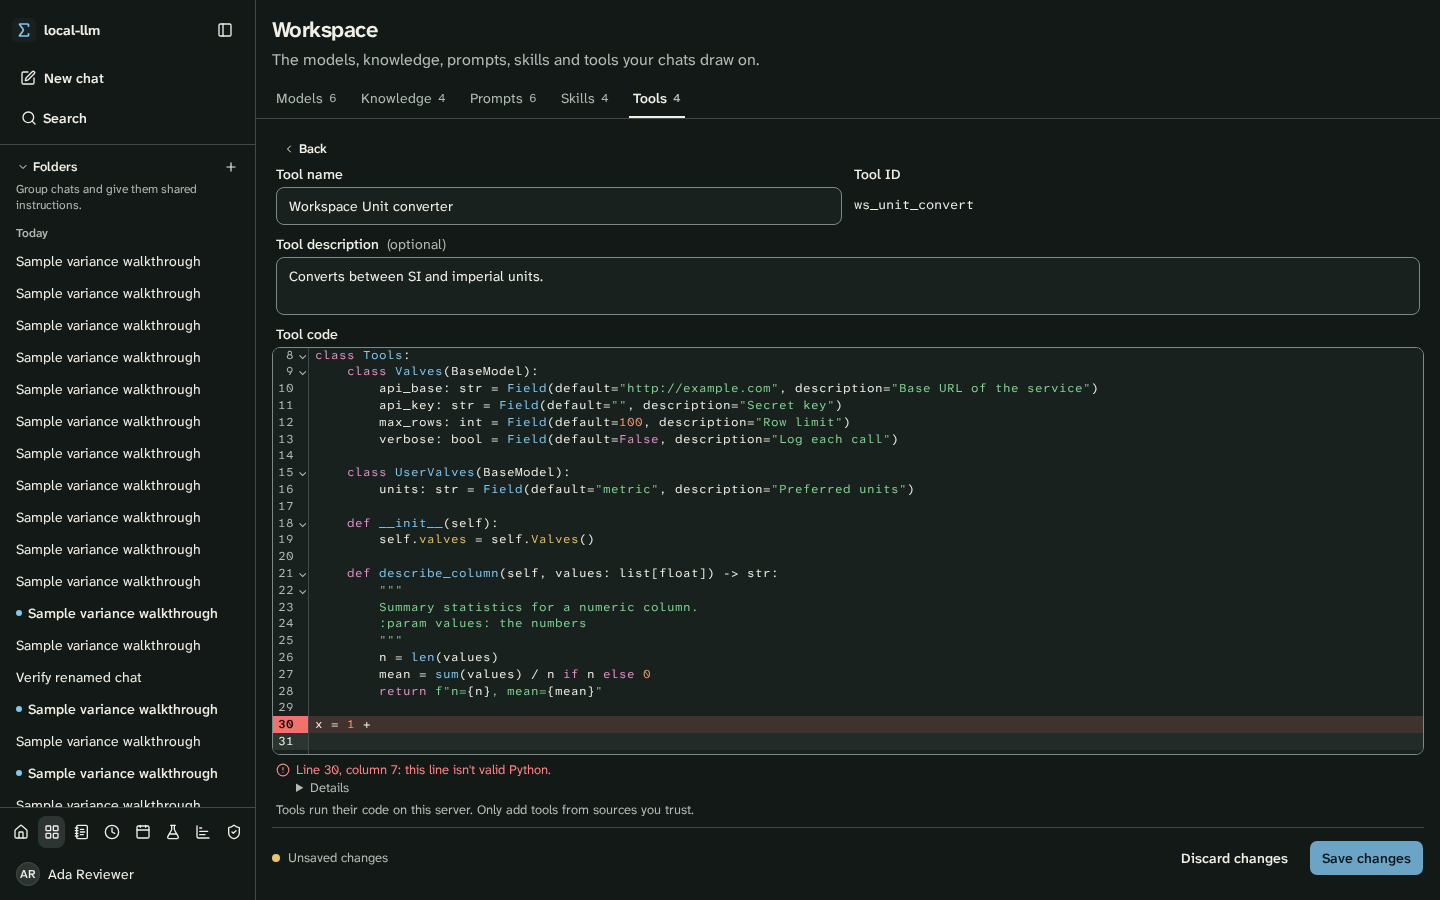 local-llm
New chat
Search
Folders
Group chats and give them shared
instructions.
Today
Sample variance walkthrough
Sample variance walkthrough
Sample variance walkthrough
Sample variance walkthrough
Sample variance walkthrough
Sample variance walkthrough
Sample variance walkthrough
Sample variance walkthrough
Sample variance walkthrough
Sample variance walkthrough
Sample variance walkthrough
Sample variance walkthrough
Sample variance walkthrough
Verify renamed chat
Sample variance walkthrough
Sample variance walkthrough
Sample variance walkthrough
Sample variance walkthrough
AR Ada Reviewer
Workspace
The models, knowledge, prompts, skills and tools your chats draw on.
Models 6 Knowledge 4 Prompts 6 Skills 4 Tools 4
Back
Tool name
Workspace Unit converter
Tool ID
ws_unit_convert
Tool description (optional)
Converts between SI and imperial units.
Tool code
8 class Tools:
9     class Valves(BaseModel):
10         api_base: str = Field(default="http://example.com", description="Base URL of the service")
11         api_key: str = Field(default="", description="Secret key")
12         max_rows: int = Field(default=100, description="Row limit")
13         verbose: bool = Field(default=False, description="Log each call")
14
15     class UserValves(BaseModel):
16         units: str = Field(default="metric", description="Preferred units")
17
18     def __init__(self):
19         self.valves = self.Valves()
20
21     def describe_column(self, values: list[float]) -> str:
22         """
23         Summary statistics for a numeric column.
24         :param values: the numbers
25         """
26         n = len(values)
27         mean = sum(values) / n if n else 0
28         return f"n={n}, mean={mean}"
29
30 x = 1 +
31
Line 30, column 7: this line isn't valid Python.
Details
Tools run their code on this server. Only add tools from sources you trust.
Unsaved changes
Discard changes
Save changes